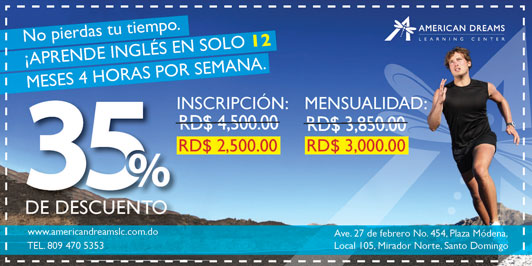 No pierdas tu tiempo.
¡APRENDE INGLÉS EN SOLO 12
MESES 4 HORAS POR SEMANA.
AMERICAN DREAMS
LEARNING CENTER
35%
DE DESCUENTO
INSCRIPCIÓN:
RD$ 4,500.00
RD$ 2,500.00
MENSUALIDAD:
RD$ 3,850.00
RD$ 3,000.00
www.americandreamslc.com.do
TEL. 809 470 5353
Ave. 27 de febrero No. 454, Plaza Módena,
Local 105, Mirador Norte, Santo Domingo